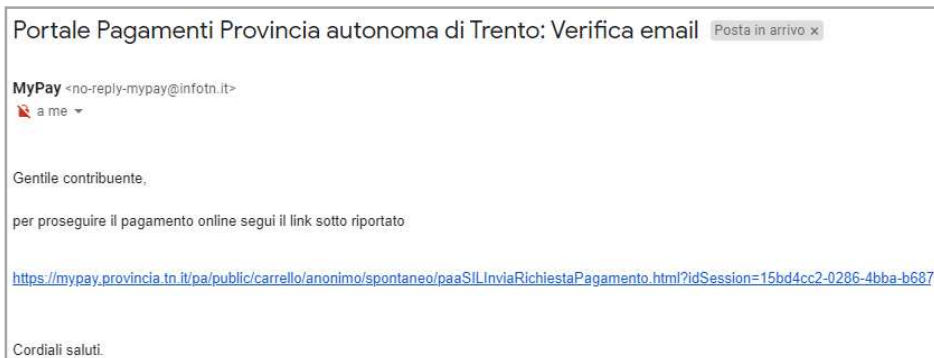 Portale Pagamenti Provincia autonoma di Trento: Verifica email Posta in arrivo x
MyPay <no-reply-mypay@infotn.it>
a me
Gentile contribuente,
per proseguire il pagamento online segui il link sotto riportato
https://mypay.provincia.tn.it/pa/public/carrello/anonimo/spontaneo/paaSILInviaRichiestaPagamento.html?idSession=15bd4cc2-0286-4bba-b687
Cordiali saluti.